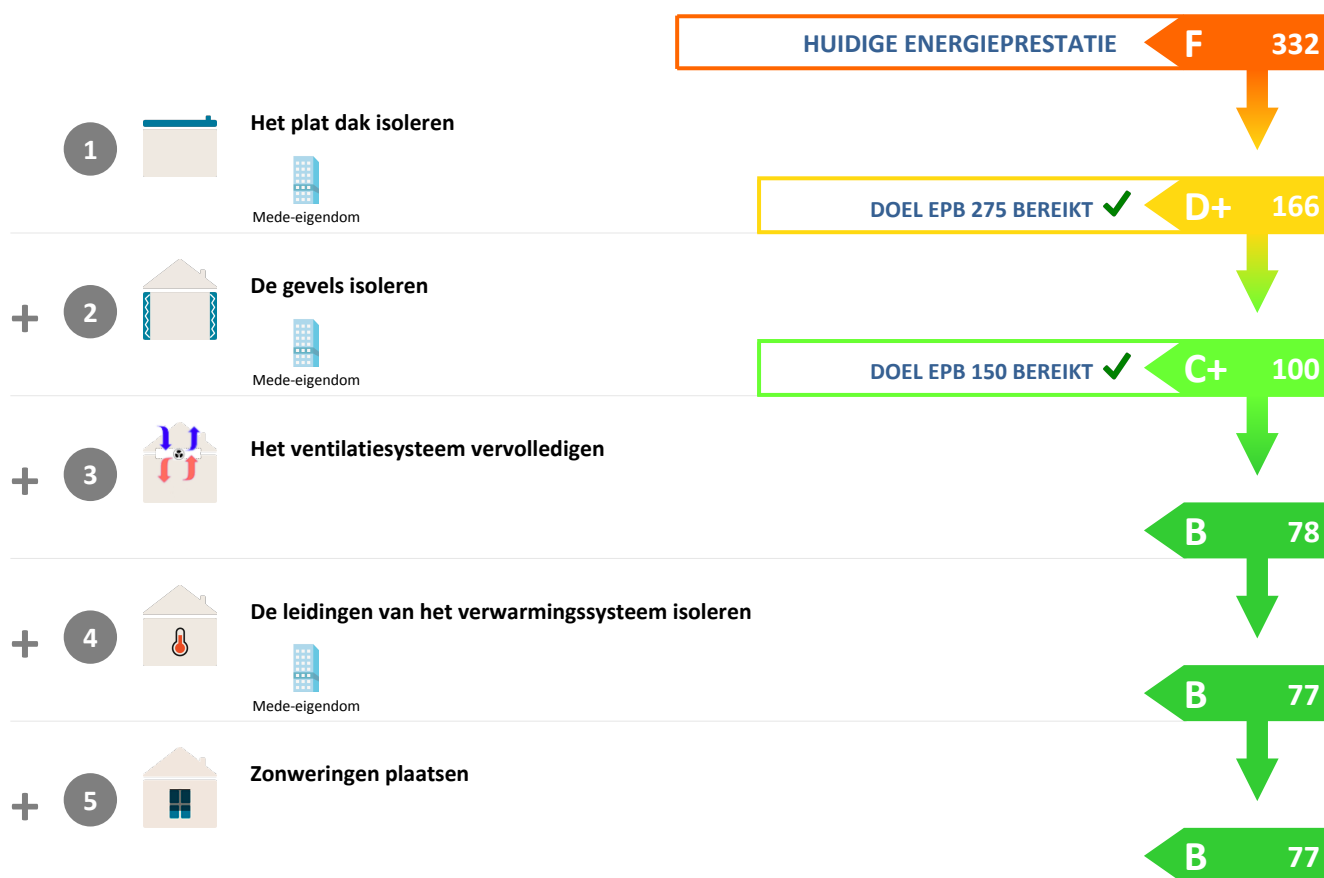 HUIDIGE ENERGIEPRESTATIE F 332
1 Het plat dak isoleren
Mede-eigendom
DOEL EPB 275 BEREIKT D+ 166
+ 2 De gevels isoleren
Mede-eigendom
DOEL EPB 150 BEREIKT C+ 100
+ 3 Het ventilatiesysteem vervolledigen
B 78
+ 4 De leidingen van het verwarmingssysteem isoleren
Mede-eigendom
B 77
+ 5 Zonweringen plaatsen
B 77